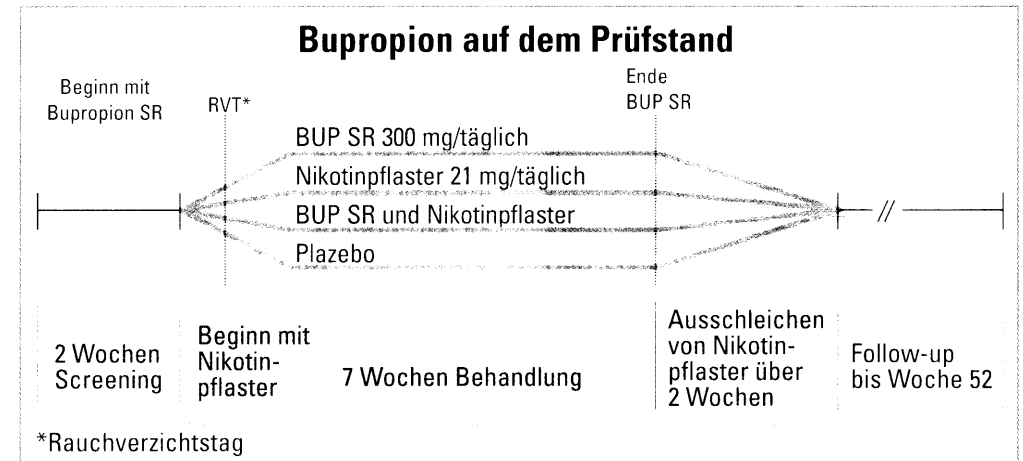 Bupropion auf dem Prüfstand
Beginn mit
Bupropion SR
RVT*
Ende
BUP SR
BUP SR 300 mg/täglich
Nikotinpflaster 21 mg/täglich
BUP SR und Nikotinpflaster
Plazebo
2 Wochen
Screening
Beginn mit
Nikotin-
pflaster
7 Wochen Behandlung
Ausschleichen
von Nikotin-
pflaster über
2 Wochen
Follow-up
bis Woche 52
*Rauchverzichtstag